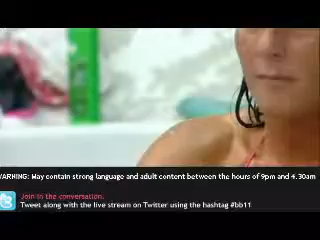 WARNING: May contain strong language and adult content between the hours of 9pm and 4.30am
Join in the conversation.
Tweet along with the live stream on Twitter using the hashtag #bb11